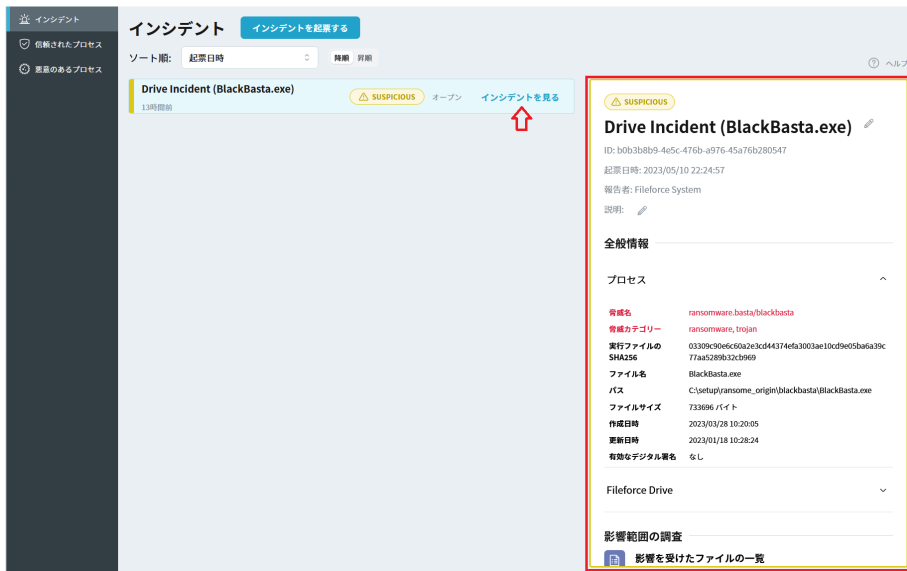 インシデント
信頼されたプロセス
悪意のあるプロセス
インシデント
インシデントを起票する
ソート順: 起票日時 降順 昇順
ヘルプ
Drive Incident (BlackBasta.exe)
SUSPICIOUS オープン インシデントを見る
13時間前
SUSPICIOUS
Drive Incident (BlackBasta.exe)
ID: b0b3b8b9-4e5c-476b-a976-45a76b280547
起票日時: 2023/05/10 22:24:57
報告者: Fileforce System
説明:
全般情報
プロセス
脅威名 ransomware.basta/blackbasta
脅威カテゴリー ransomware, trojan
実行ファイルの 03309c90e6c60a2e3cd44374efa3003ae10cd9e05ba6a39c
SHA256 77aa5289b32cb969
ファイル名 BlackBasta.exe
パス C:\setup\ransome_origin\blackbasta\BlackBasta.exe
ファイルサイズ 733696 バイト
作成日時 2023/03/28 10:20:05
更新日時 2023/01/18 10:28:24
有効なデジタル署名 なし
Fileforce Drive
影響範囲の調査
影響を受けたファイルの一覧